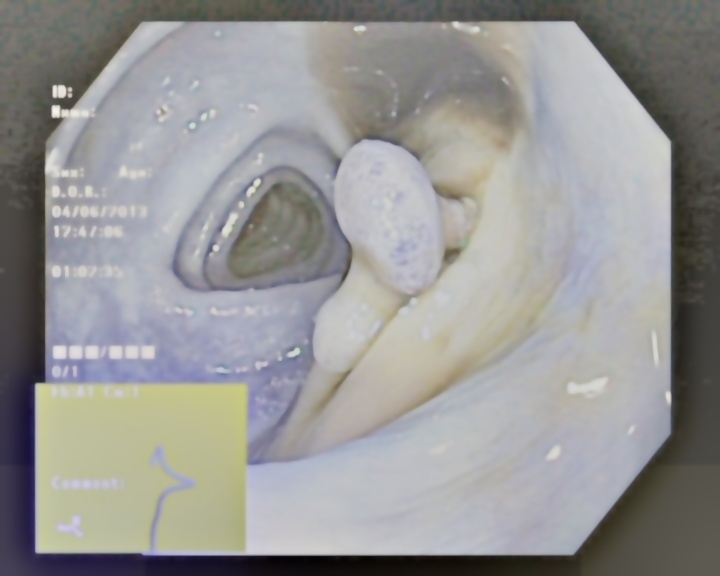 ID:
Name:
Sex: Age:
D.O.B.:
04/06/2013
17:47:06
01:07:35
■■■/■■■
0/1
Comment: